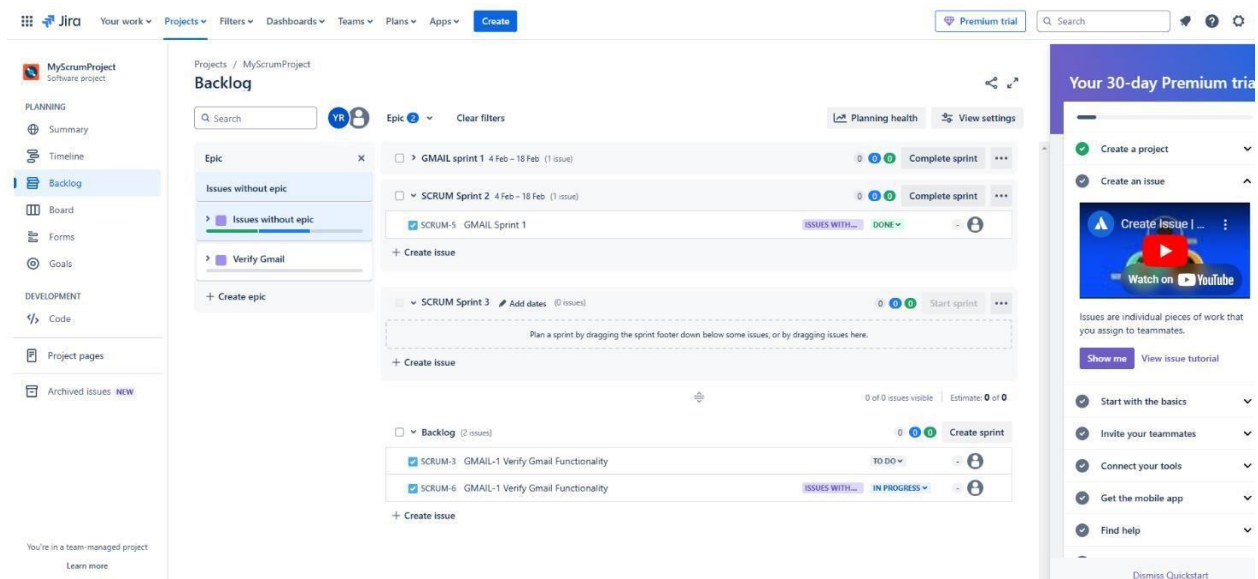 Jira Your work Projects Filters Dashboards Teams Plans Apps Create Premium trial Search
MyScrumProject
Software project
PLANNING
Summary
Timeline
Backlog
Board
Forms
Goals
DEVELOPMENT
Code
Project pages
Archived issues NEW
You're in a team-managed project
Learn more
Projects / MyScrumProject
Backlog
Search YR Epic 2 Clear filters Planning health View settings
Epic
Issues without epic
Issues without epic
Verify Gmail
+ Create epic
GMAIL sprint 1 4 Feb – 18 Feb (1 issue) 0 0 0 Complete sprint
SCRUM Sprint 2 4 Feb – 18 Feb (1 issue) 0 0 0 Complete sprint
SCRUM-5 GMAIL Sprint 1 ISSUES WITH... DONE -
+ Create issue
SCRUM Sprint 3 Add dates (0 issues) 0 0 0 Start sprint
Plan a sprint by dragging the sprint footer down below some issues, or by dragging issues here.
+ Create issue
0 of 0 issues visible Estimate: 0 of 0
Backlog (2 issues) 0 0 0 Create sprint
SCRUM-3 GMAIL-1 Verify Gmail Functionality TO DO -
SCRUM-6 GMAIL-1 Verify Gmail Functionality ISSUES WITH... IN PROGRESS -
+ Create issue
Your 30-day Premium tria
Create a project
Create an issue
Create Issue | ...
Watch on YouTube
Issues are individual pieces of work that
you assign to teammates.
Show me View issue tutorial
Start with the basics
Invite your teammates
Connect your tools
Get the mobile app
Find help
Dismiss Quickstart